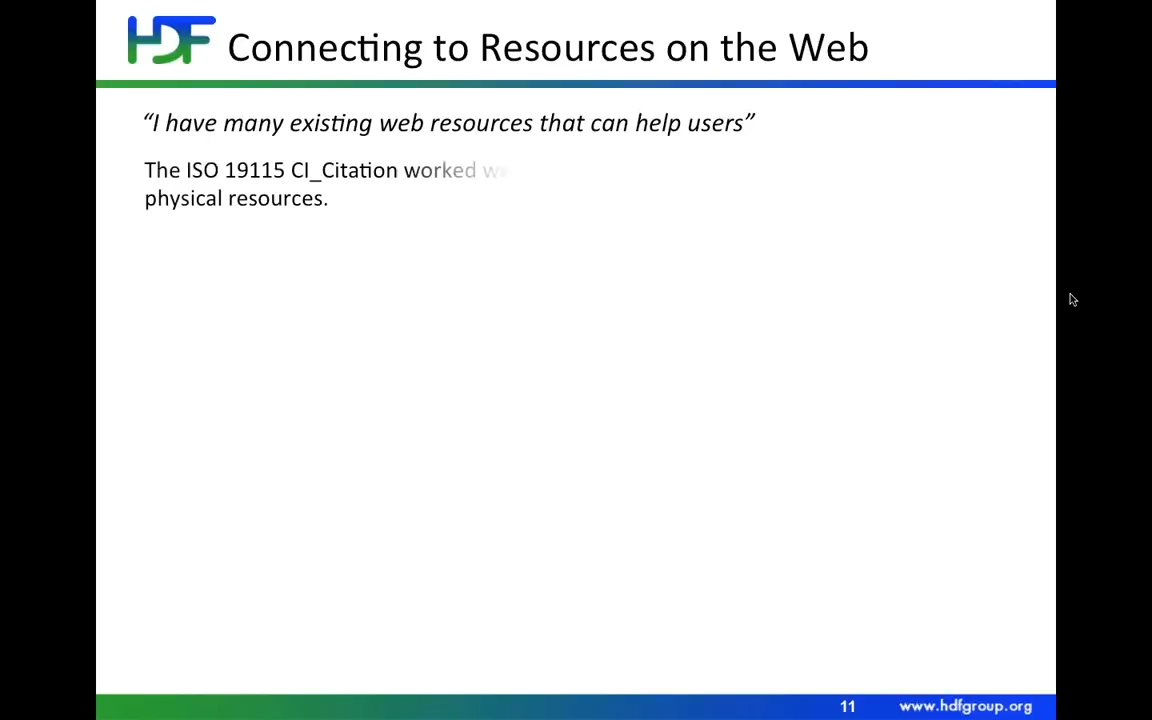 HDF Connecting to Resources on the Web
“I have many existing web resources that can help users”
The ISO 19115 CI_Citation worked
physical resources.
11 www.hdfgroup.org